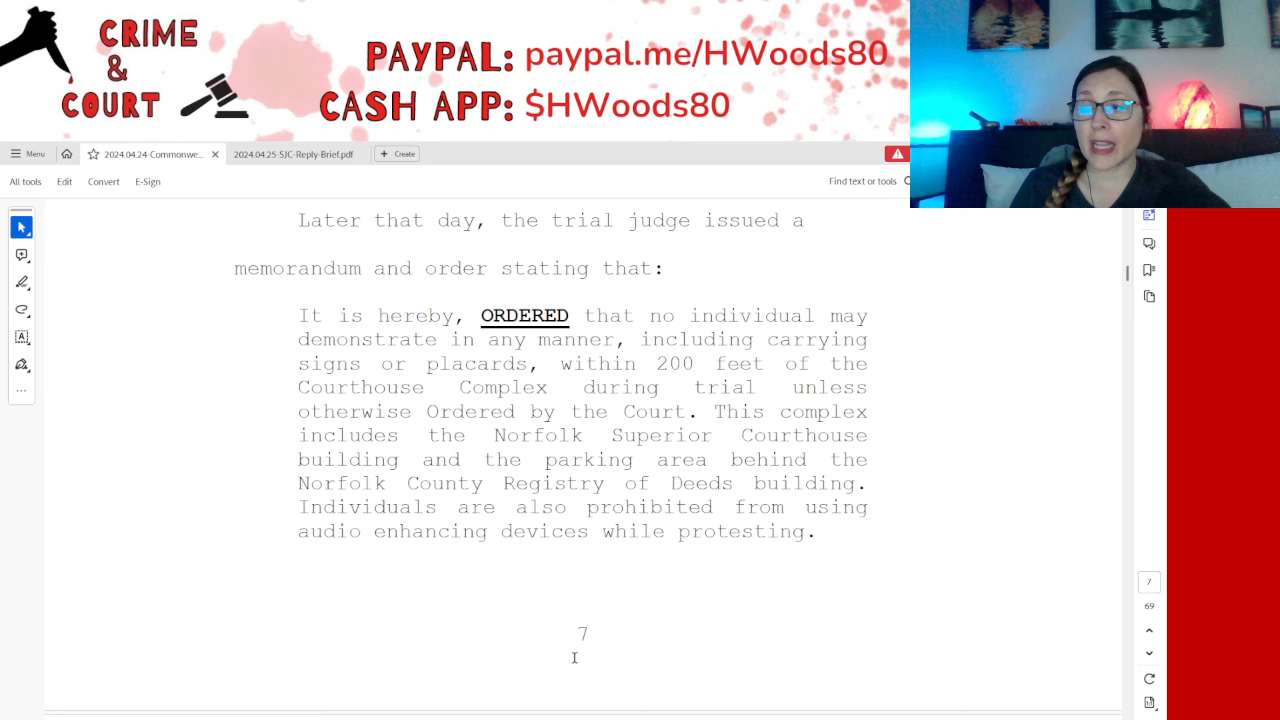 CRIME
&
COURT
PAYPAL: paypal.me/HWoods80
CASH APP: $HWoods80
Menu
2024.04.24-Commonwe...
2024.04.25-SJC-Reply-Brief.pdf
+ Create
All tools
Edit
Convert
E-Sign
Find text or tools
Later that day, the trial judge issued a
memorandum and order stating that:
It is hereby, ORDERED that no individual may
demonstrate in any manner, including carrying
signs or placards, within 200 feet of the
Courthouse Complex during trial unless
otherwise Ordered by the Court. This complex
includes the Norfolk Superior Courthouse
building and the parking area behind the
Norfolk County Registry of Deeds building.
Individuals are also prohibited from using
audio enhancing devices while protesting.
7
7
69